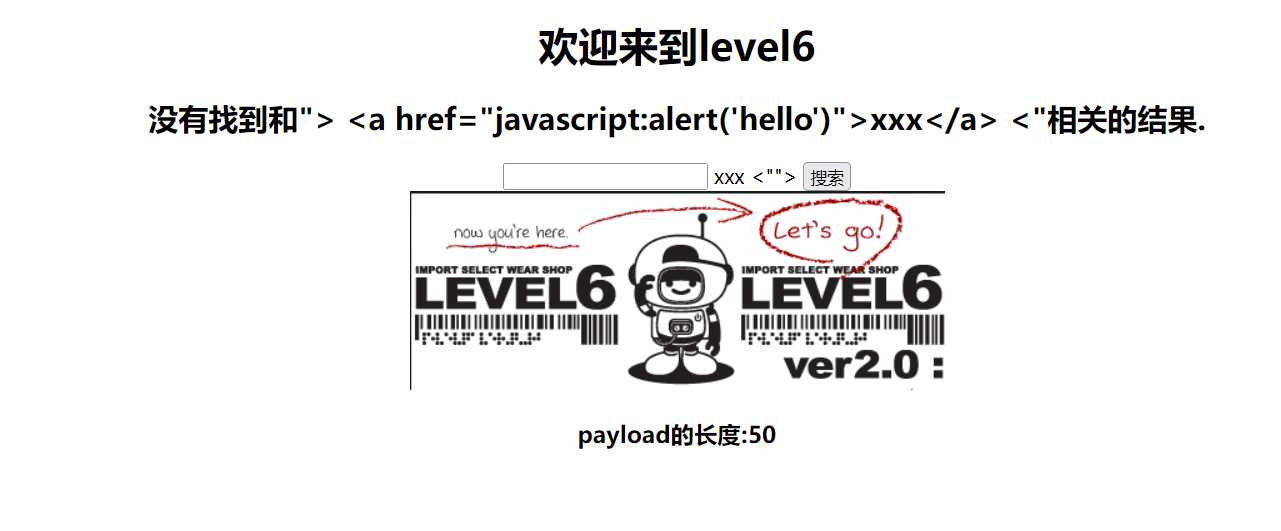 欢迎来到level6
没有找到和"> <a href="javascript:alert('hello')">xxx</a> <"相关的结果.
xxx <""> 搜索
now you're here. Let's go!
IMPORT SELECT WEAR SHOP IMPORT SELECT WEAR SHOP
LEVEL6 LEVEL6
ver2.0 :
payload的长度:50